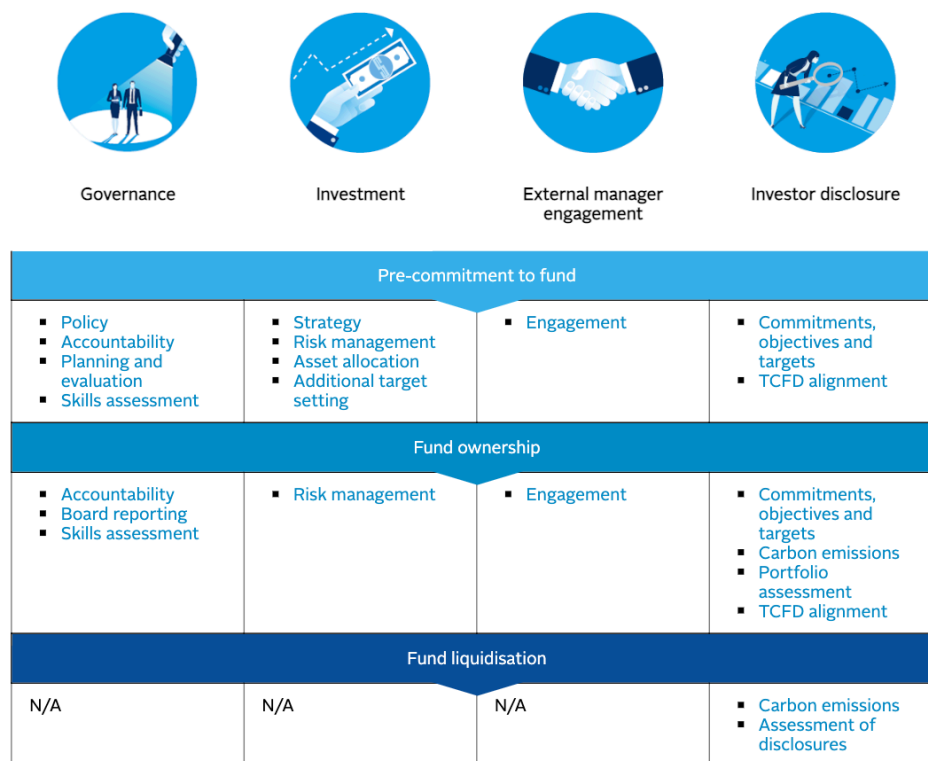 Governance
Investment
External manager
engagement
Investor disclosure
Pre-commitment to fund
▪ Policy
▪ Accountability
▪ Planning and
evaluation
▪ Skills assessment
▪ Strategy
▪ Risk management
▪ Asset allocation
▪ Additional target
setting
▪ Engagement
▪ Commitments,
objectives and
targets
▪ TCFD alignment
Fund ownership
▪ Accountability
▪ Board reporting
▪ Skills assessment
▪ Risk management
▪ Engagement
▪ Commitments,
objectives and
targets
▪ Carbon emissions
▪ Portfolio
assessment
▪ TCFD alignment
Fund liquidisation
N/A
N/A
N/A
▪ Carbon emissions
▪ Assessment of
disclosures